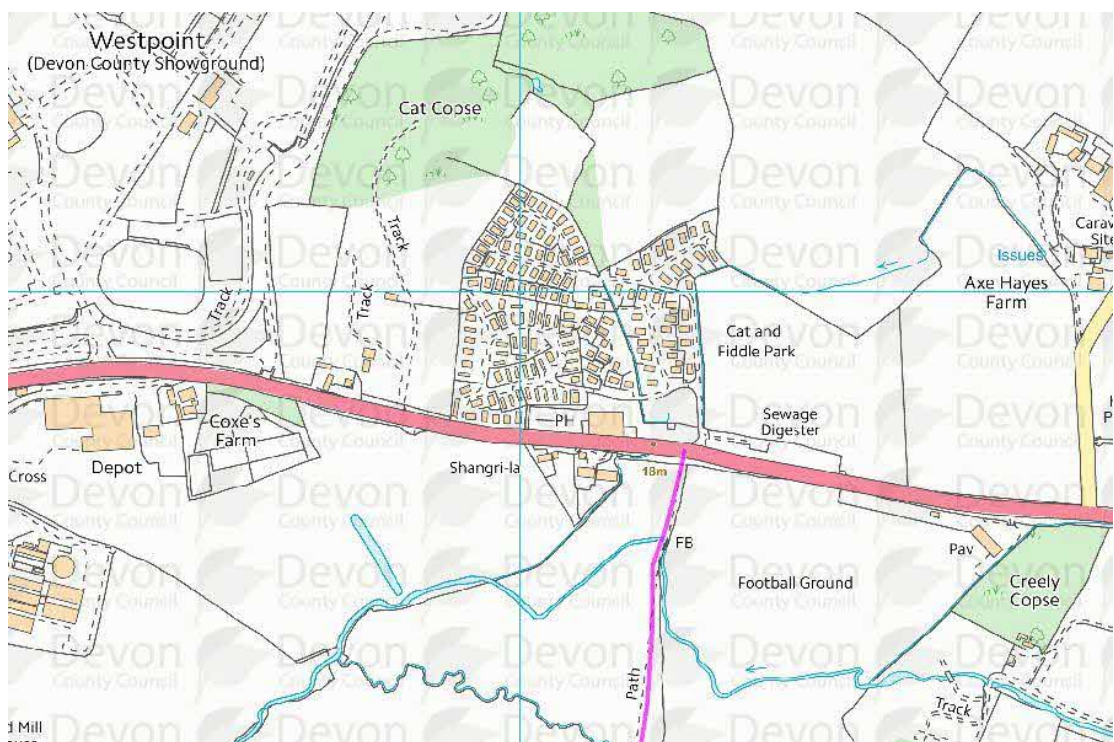 Westpoint
(Devon County Showground)
Cat Copse
Track
Track
Track
Issues
Carav
Site
Axe Hayes
Farm
Cat and
Fiddle Park
Coxe's
Farm
PH
Sewage
Digester
Shangri-la
18m
Depot
Cross
FB
Pav
Football Ground
Creely
Copse
Path
Track
d Mill
Devon
County Council